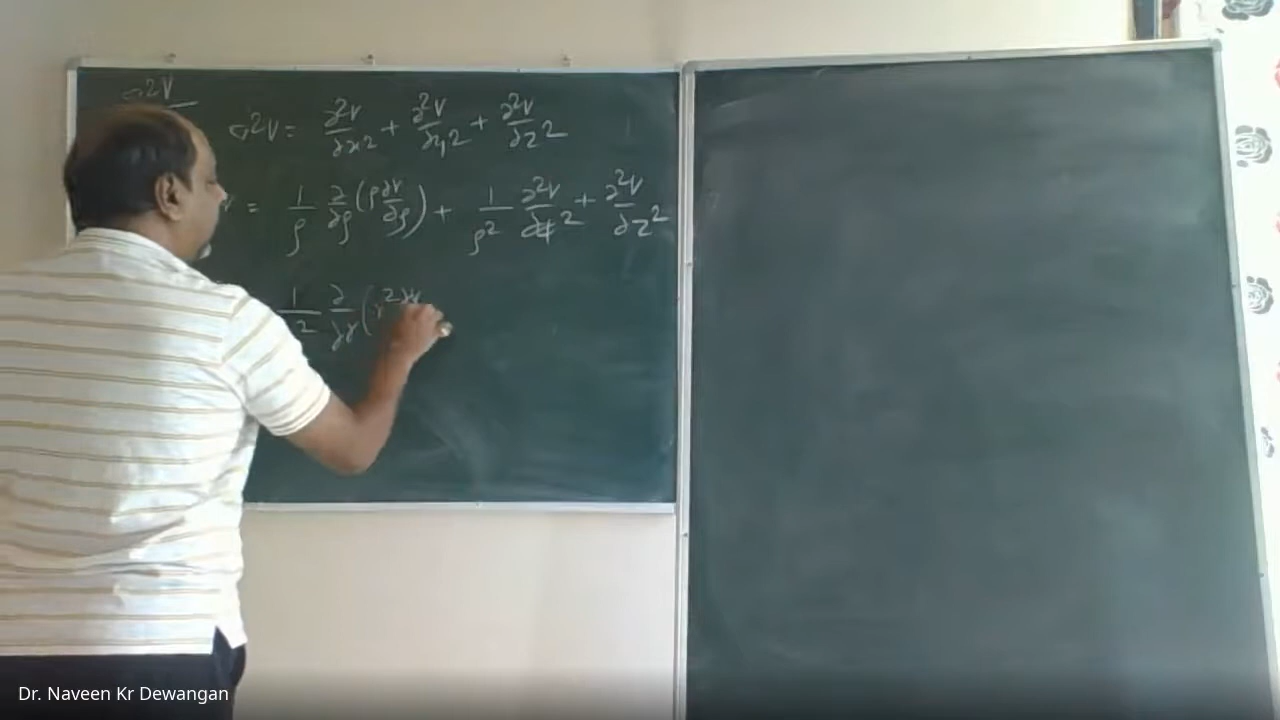 ∇²V
∇²V = ∂²V/∂x² + ∂²V/∂y² + ∂²V/∂z²
= 1/ρ ∂/∂ρ (ρ ∂V/∂ρ) + 1/ρ² ∂²V/∂φ² + ∂²V/∂z²
1/r² ∂/∂r (r² ∂V
Dr. Naveen Kr Dewangan